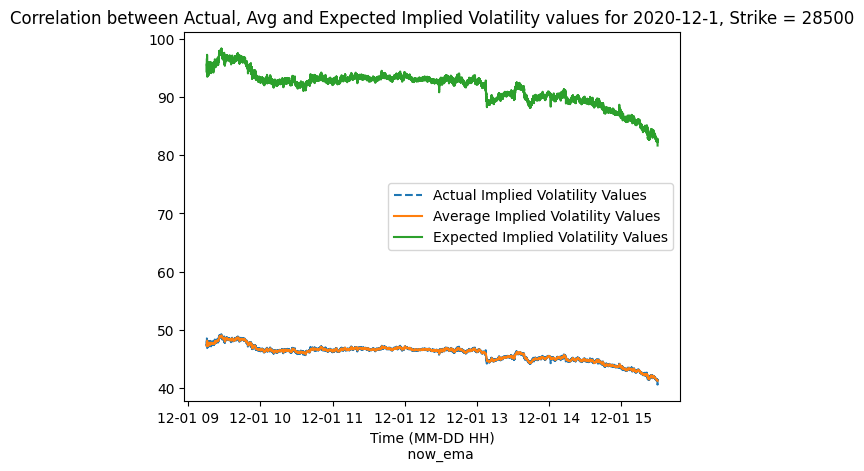 Correlation between Actual, Avg and Expected Implied Volatility values for 2020-12-1, Strike = 28500
100
90
80
70
60
50
40
Actual Implied Volatility Values
Average Implied Volatility Values
Expected Implied Volatility Values
12-01 09 12-01 10 12-01 11 12-01 12 12-01 13 12-01 14 12-01 15
Time (MM-DD HH)
now_ema